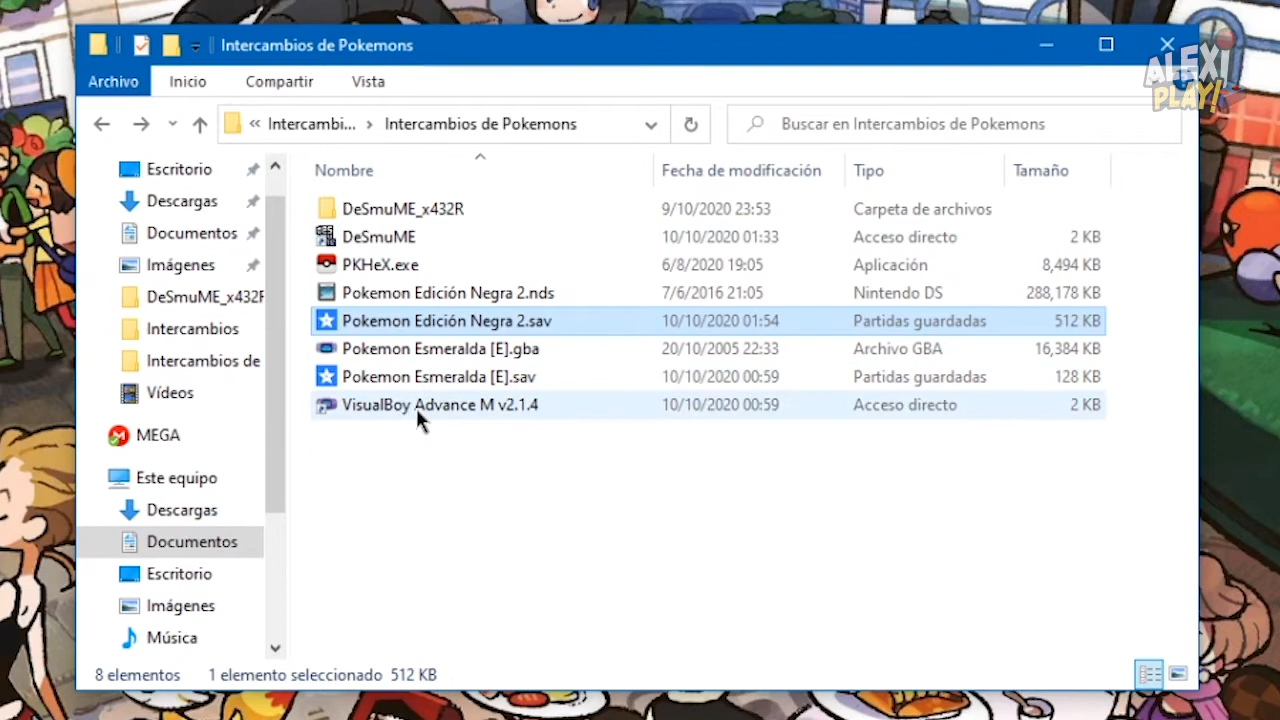 Intercambios de Pokemons
ALEXI
PLAY!
Archivo Inicio Compartir Vista
« Intercambi... › Intercambios de Pokemons Buscar en Intercambios de Pokemons
Nombre Fecha de modificación Tipo Tamaño
Escritorio
Descargas
Documentos
Imágenes
DeSmuME_x432R
Intercambios
Intercambios de
Vídeos
MEGA
Este equipo
Descargas
Documentos
Escritorio
Imágenes
Música
DeSmuME_x432R 9/10/2020 23:53 Carpeta de archivos
DeSmuME 10/10/2020 01:33 Acceso directo 2 KB
PKHeX.exe 6/8/2020 19:05 Aplicación 8,494 KB
Pokemon Edición Negra 2.nds 7/6/2016 21:05 Nintendo DS 288,178 KB
Pokemon Edición Negra 2.sav 10/10/2020 01:54 Partidas guardadas 512 KB
Pokemon Esmeralda [E].gba 20/10/2005 22:33 Archivo GBA 16,384 KB
Pokemon Esmeralda [E].sav 10/10/2020 00:59 Partidas guardadas 128 KB
VisualBoy Advance M v2.1.4 10/10/2020 00:59 Acceso directo 2 KB
8 elementos 1 elemento seleccionado 512 KB